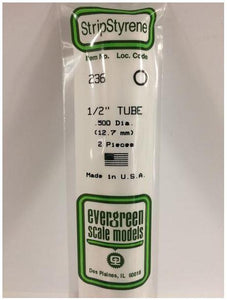 StripStyrene
Item No. Loc. Code
236
1/2" TUBE
.500 Dia.
(12.7 mm)
2 Pieces
Made in U.S.A.
evergreen
scale models
Des Plaines, IL 60018